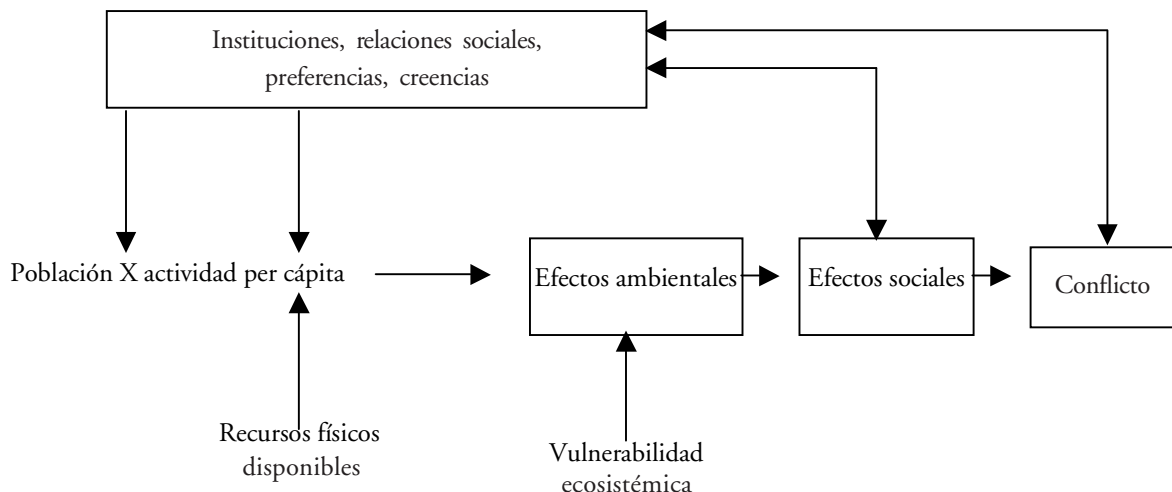 Instituciones, relaciones sociales,
preferencias, creencias
Población X actividad per cápita
Efectos ambientales
Efectos sociales
Conflicto
Recursos físicos
disponibles
Vulnerabilidad
ecosistémica